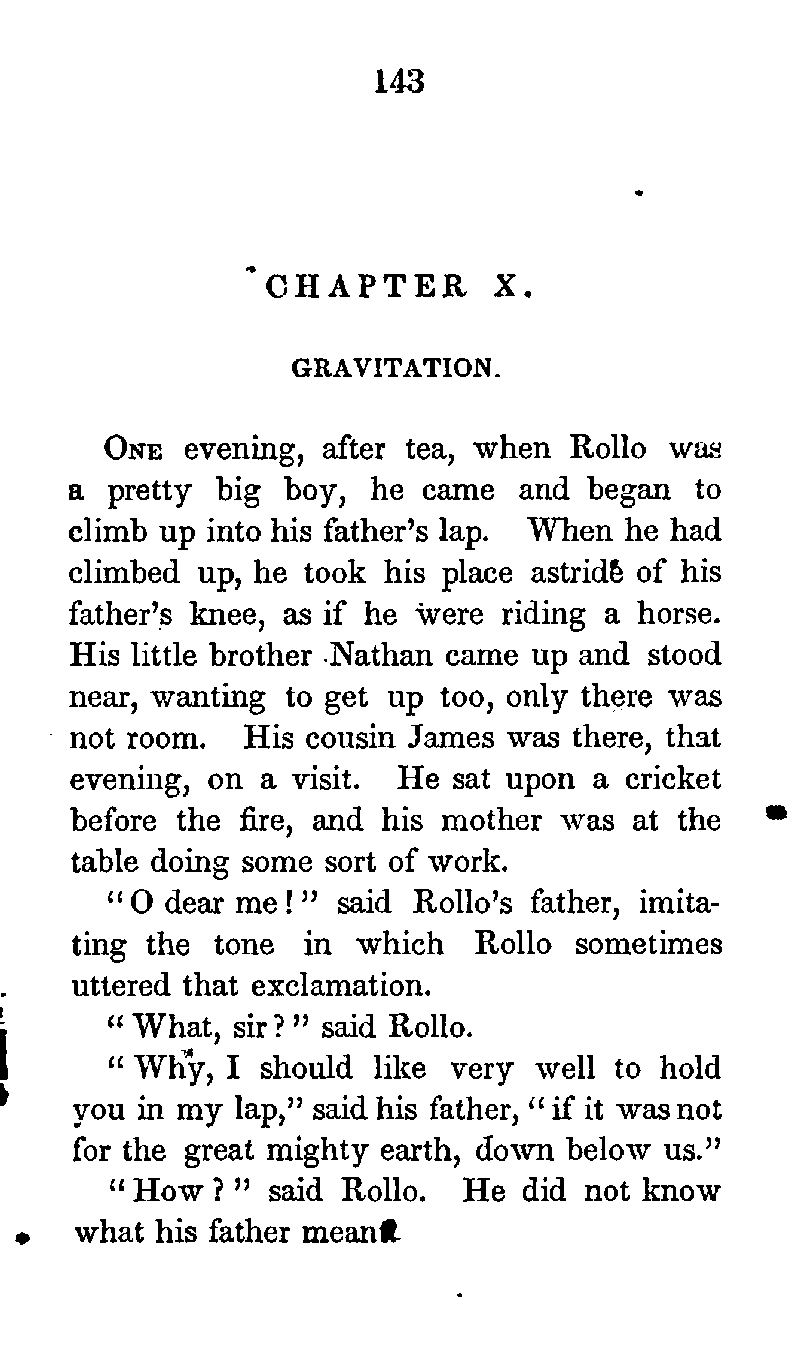 143
CHAPTER X.
GRAVITATION.
One evening, after tea, when Rollo was
a pretty big boy, he came and began to
climb up into his father's lap. When he had
climbed up, he took his place astride of his
father's knee, as if he were riding a horse.
His little brother Nathan came up and stood
near, wanting to get up too, only there was
not room. His cousin James was there, that
evening, on a visit. He sat upon a cricket
before the fire, and his mother was at the
table doing some sort of work.
"O dear me!" said Rollo's father, imita-
ting the tone in which Rollo sometimes
uttered that exclamation.
"What, sir?" said Rollo.
"Why, I should like very well to hold
you in my lap," said his father, "if it was not
for the great mighty earth, down below us."
"How?" said Rollo. He did not know
what his father meant.